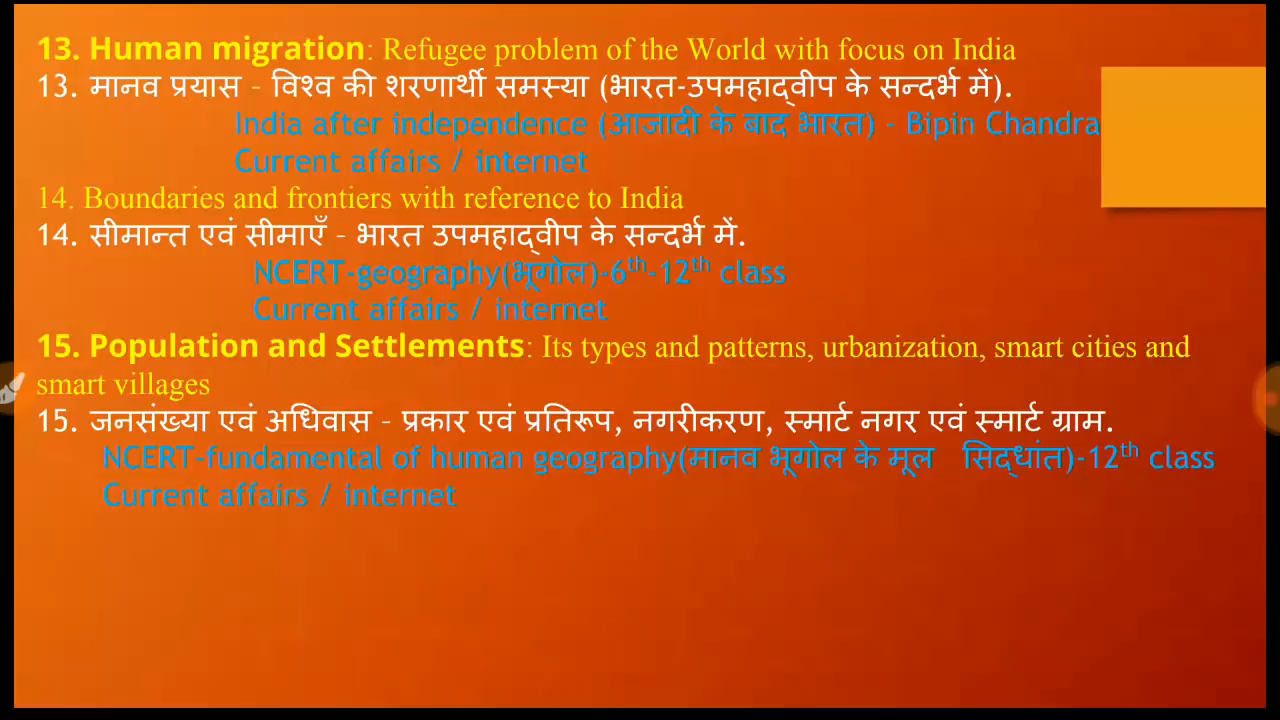 13. Human migration: Refugee problem of the World with focus on India
13. मानव प्रयास - विश्व की शरणार्थी समस्या (भारत-उपमहाद्वीप के सन्दर्भ में).
India after independence (आजादी के बाद भारत) - Bipin Chandra
Current affairs / internet
14. Boundaries and frontiers with reference to India
14. सीमान्त एवं सीमाएँ - भारत उपमहाद्वीप के सन्दर्भ में.
NCERT-geography(भूगोल)-6th-12th class
Current affairs / internet
15. Population and Settlements: Its types and patterns, urbanization, smart cities and
smart villages
15. जनसंख्या एवं अधिवास - प्रकार एवं प्रतिरूप, नगरीकरण, स्मार्ट नगर एवं स्मार्ट ग्राम.
NCERT-fundamental of human geography(मानव भूगोल के मूल सिद्धांत)-12th class
Current affairs / internet